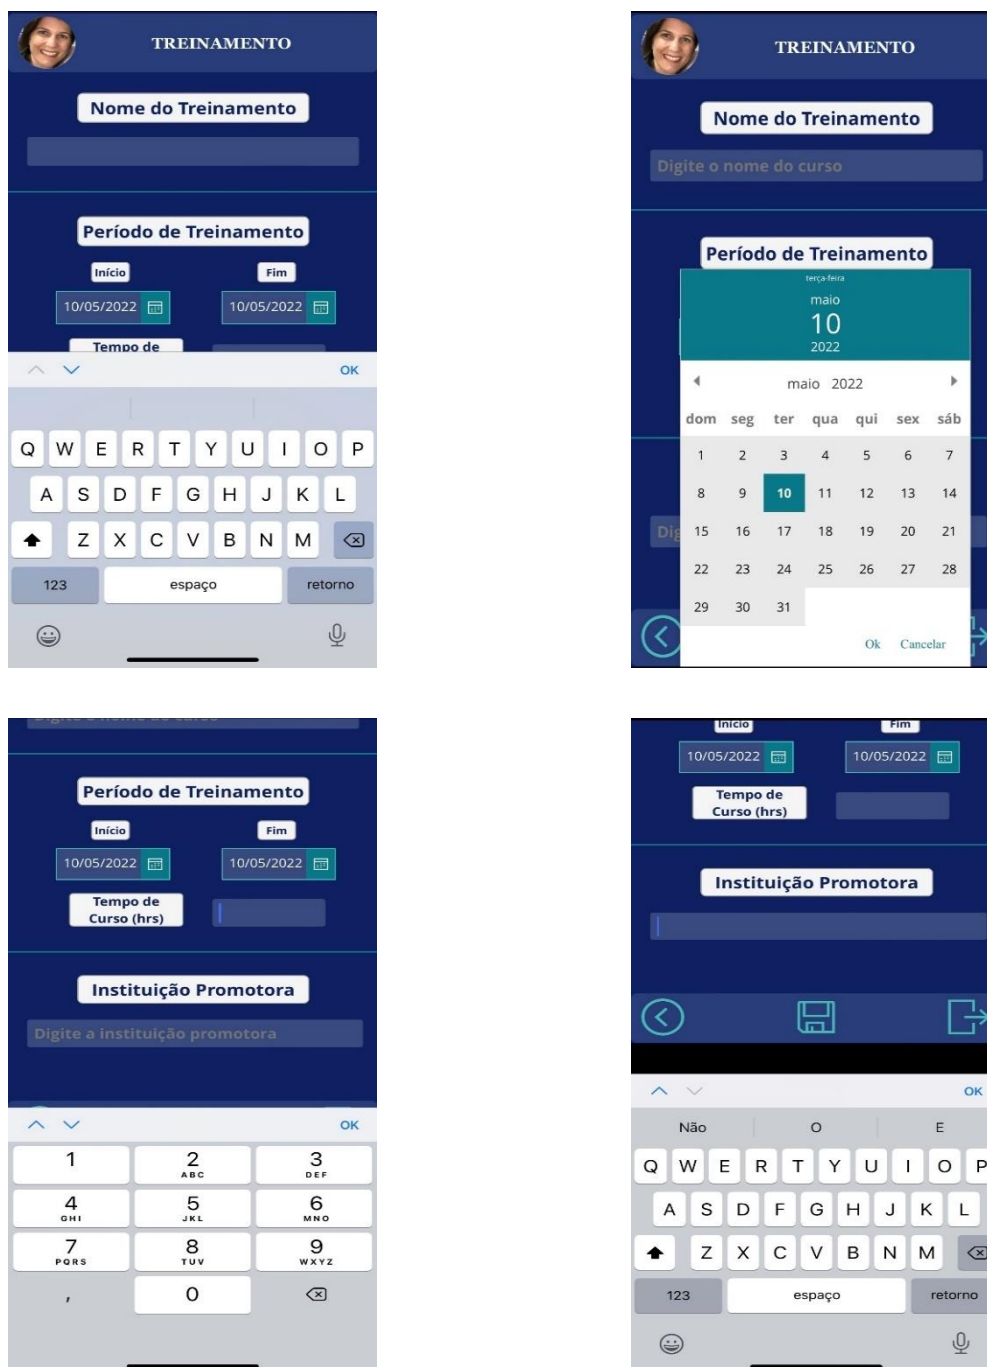 TREINAMENTO
Nome do Treinamento
Período de Treinamento
Início Fim
10/05/2022 10/05/2022
Tempo de
OK
Q W E R T Y U I O P
A S D F G H J K L
Z X C V B N M
123 espaço retorno
TREINAMENTO
Nome do Treinamento
Digite o nome do curso
Período de Treinamento
terça-feira
maio
10
2022
maio 2022
dom seg ter qua qui sex sáb
1 2 3 4 5 6 7
8 9 10 11 12 13 14
Dig
15 16 17 18 19 20 21
22 23 24 25 26 27 28
29 30 31
Ok Cancelar
Período de Treinamento
Início Fim
10/05/2022 10/05/2022
Tempo de
Curso (hrs)
Instituição Promotora
Digite a instituição promotora
OK
1 2 3
ABC DEF
4 5 6
GHI JKL MNO
7 8 9
PQRS TUV WXYZ
, 0
Início Fim
10/05/2022 10/05/2022
Tempo de
Curso (hrs)
Instituição Promotora
OK
Não O E
Q W E R T Y U I O P
A S D F G H J K L
Z X C V B N M
123 espaço retorno